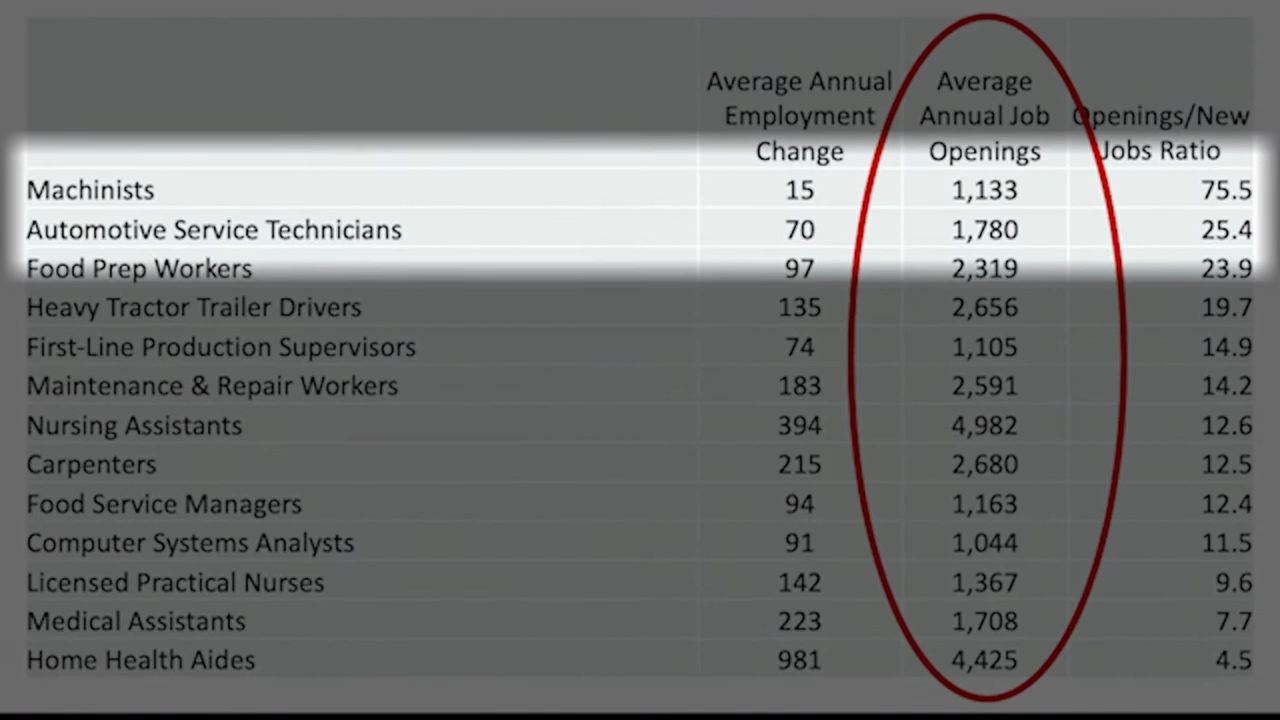 Average Annual Employment Change Average Annual Job Openings Openings/New Jobs Ratio
Machinists 15 1,133 75.5
Automotive Service Technicians 70 1,780 25.4
Food Prep Workers 97 2,319 23.9
Heavy Tractor Trailer Drivers 135 2,656 19.7
First-Line Production Supervisors 74 1,105 14.9
Maintenance & Repair Workers 183 2,591 14.2
Nursing Assistants 394 4,982 12.6
Carpenters 215 2,680 12.5
Food Service Managers 94 1,163 12.4
Computer Systems Analysts 91 1,044 11.5
Licensed Practical Nurses 142 1,367 9.6
Medical Assistants 223 1,708 7.7
Home Health Aides 981 4,425 4.5